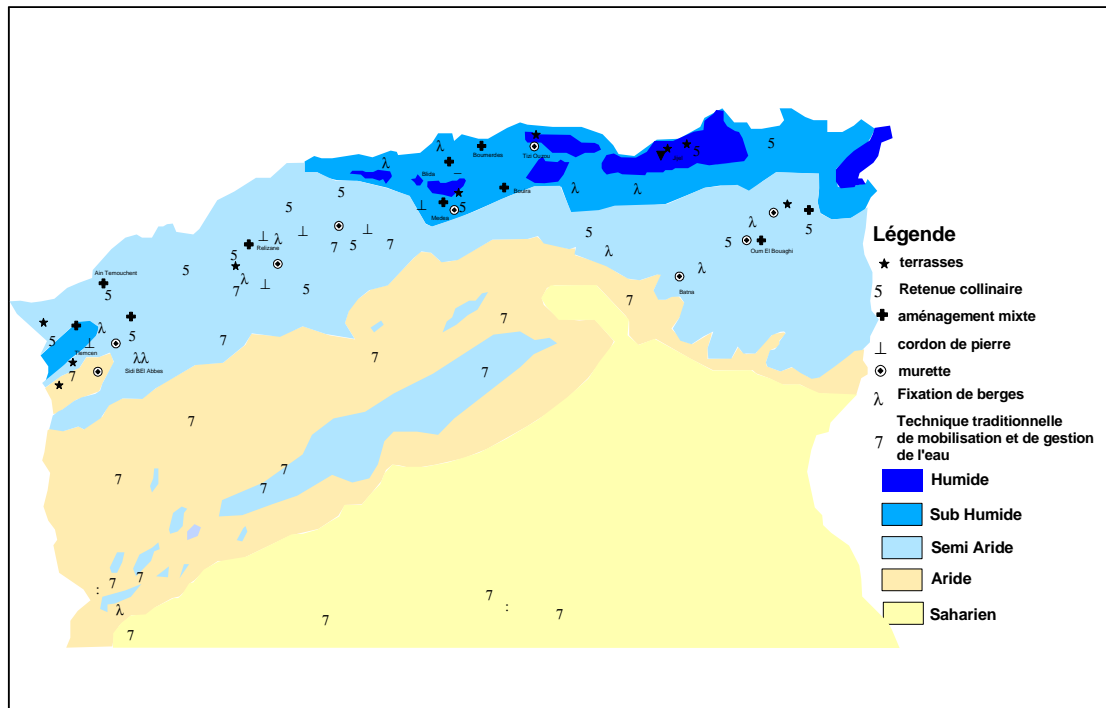 Boumerdes
Tizi Ouzou
Blida
Bouira
Medea
Relizane
Oum El Bouaghi
Ain Temouchent
Batna
Tlemcen
Sidi BEl Abbes
Légende
terrasses
5 Retenue collinaire
aménagement mixte
⊥ cordon de pierre
murette
λ Fixation de berges
Technique traditionnelle
7 de mobilisation et de gestion
de l'eau
Humide
Sub Humide
Semi Aride
Aride
Saharien